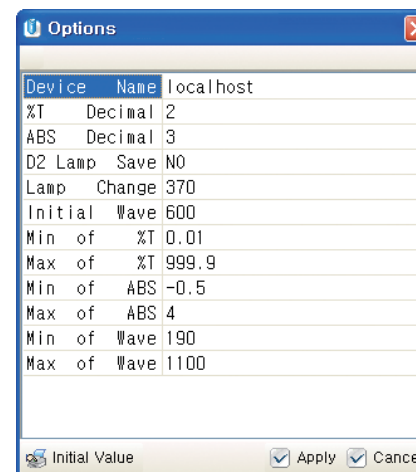 Options
Device Name localhost
%T Decimal 2
ABS Decimal 3
D2 Lamp Save NO
Lamp Change 370
Initial Wave 600
Min of %T 0.01
Max of %T 999.9
Min of ABS -0.5
Max of ABS 4
Min of Wave 190
Max of Wave 1100
Initial Value Apply Cance